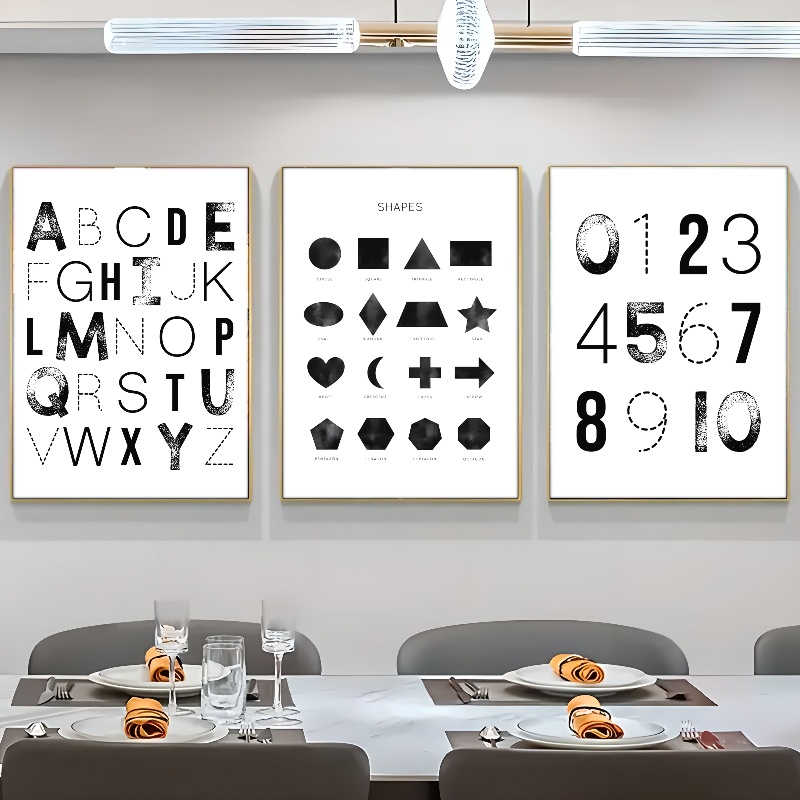 A B C D E
F G H I J K
L M N O P
Q R S T U
V W X Y Z
SHAPES
CIRCLE SQUARE TRIANGLE RECTANGLE
OVAL DIAMOND STAR
HEART CRESCENT CROSS ARROW
PENTAGON HEXAGON HEPTAGON OCTAGON
0 1 2 3
4 5 6 7
8 9 10